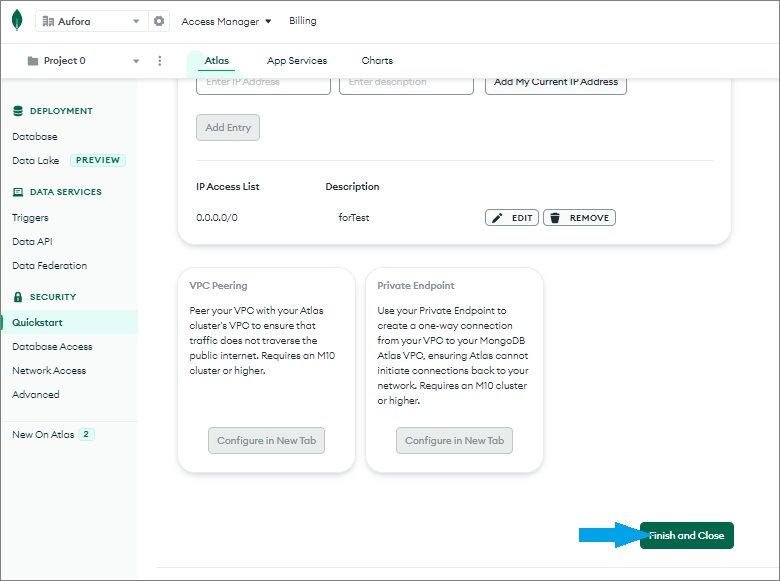 Aufora
Access Manager
Billing
Project 0
Atlas
App Services
Charts
DEPLOYMENT
Database
Data Lake PREVIEW
DATA SERVICES
Triggers
Data API
Data Federation
SECURITY
Quickstart
Database Access
Network Access
Advanced
New On Atlas 2
Enter IP Address
Enter description
Add My Current IP Address
Add Entry
IP Access List Description
0.0.0.0/0 forTest EDIT REMOVE
VPC Peering
Peer your VPC with your Atlas
cluster's VPC to ensure that
traffic does not traverse the
public internet. Requires an M10
cluster or higher.
Configure in New Tab
Private Endpoint
Use your Private Endpoint to
create a one-way connection
from your VPC to your MongoDB
Atlas VPC, ensuring Atlas cannot
initiate connections back to your
network. Requires an M10 cluster
or higher.
Configure in New Tab
Finish and Close